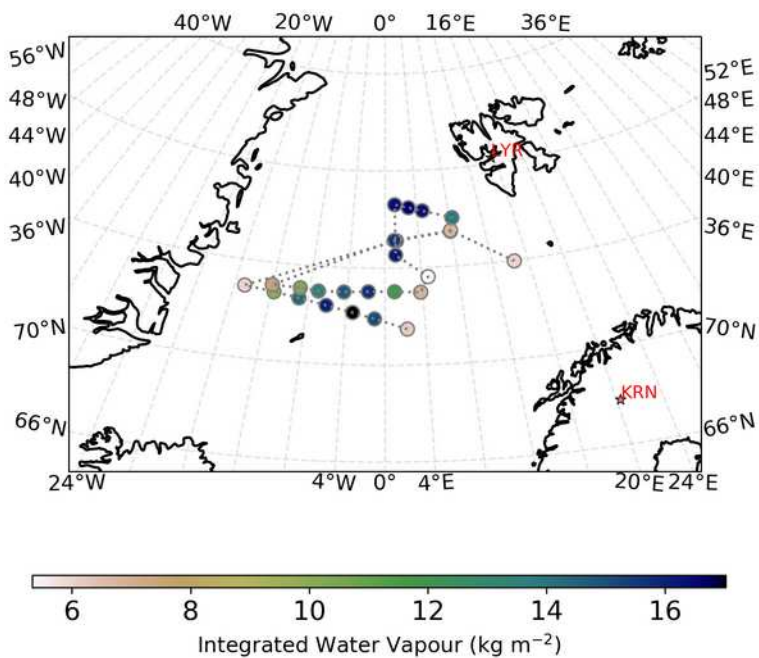 40°W 20°W 0° 16°E 36°E
56°W 52°E
48°W 48°E
44°W 44°E
LYR
40°W 40°E
36°W 36°E
70°N 70°N
KRN
66°N 66°N
24°W 4°W 0° 4°E 20°E 24°E
6 8 10 12 14 16
Integrated Water Vapour (kg m⁻²)